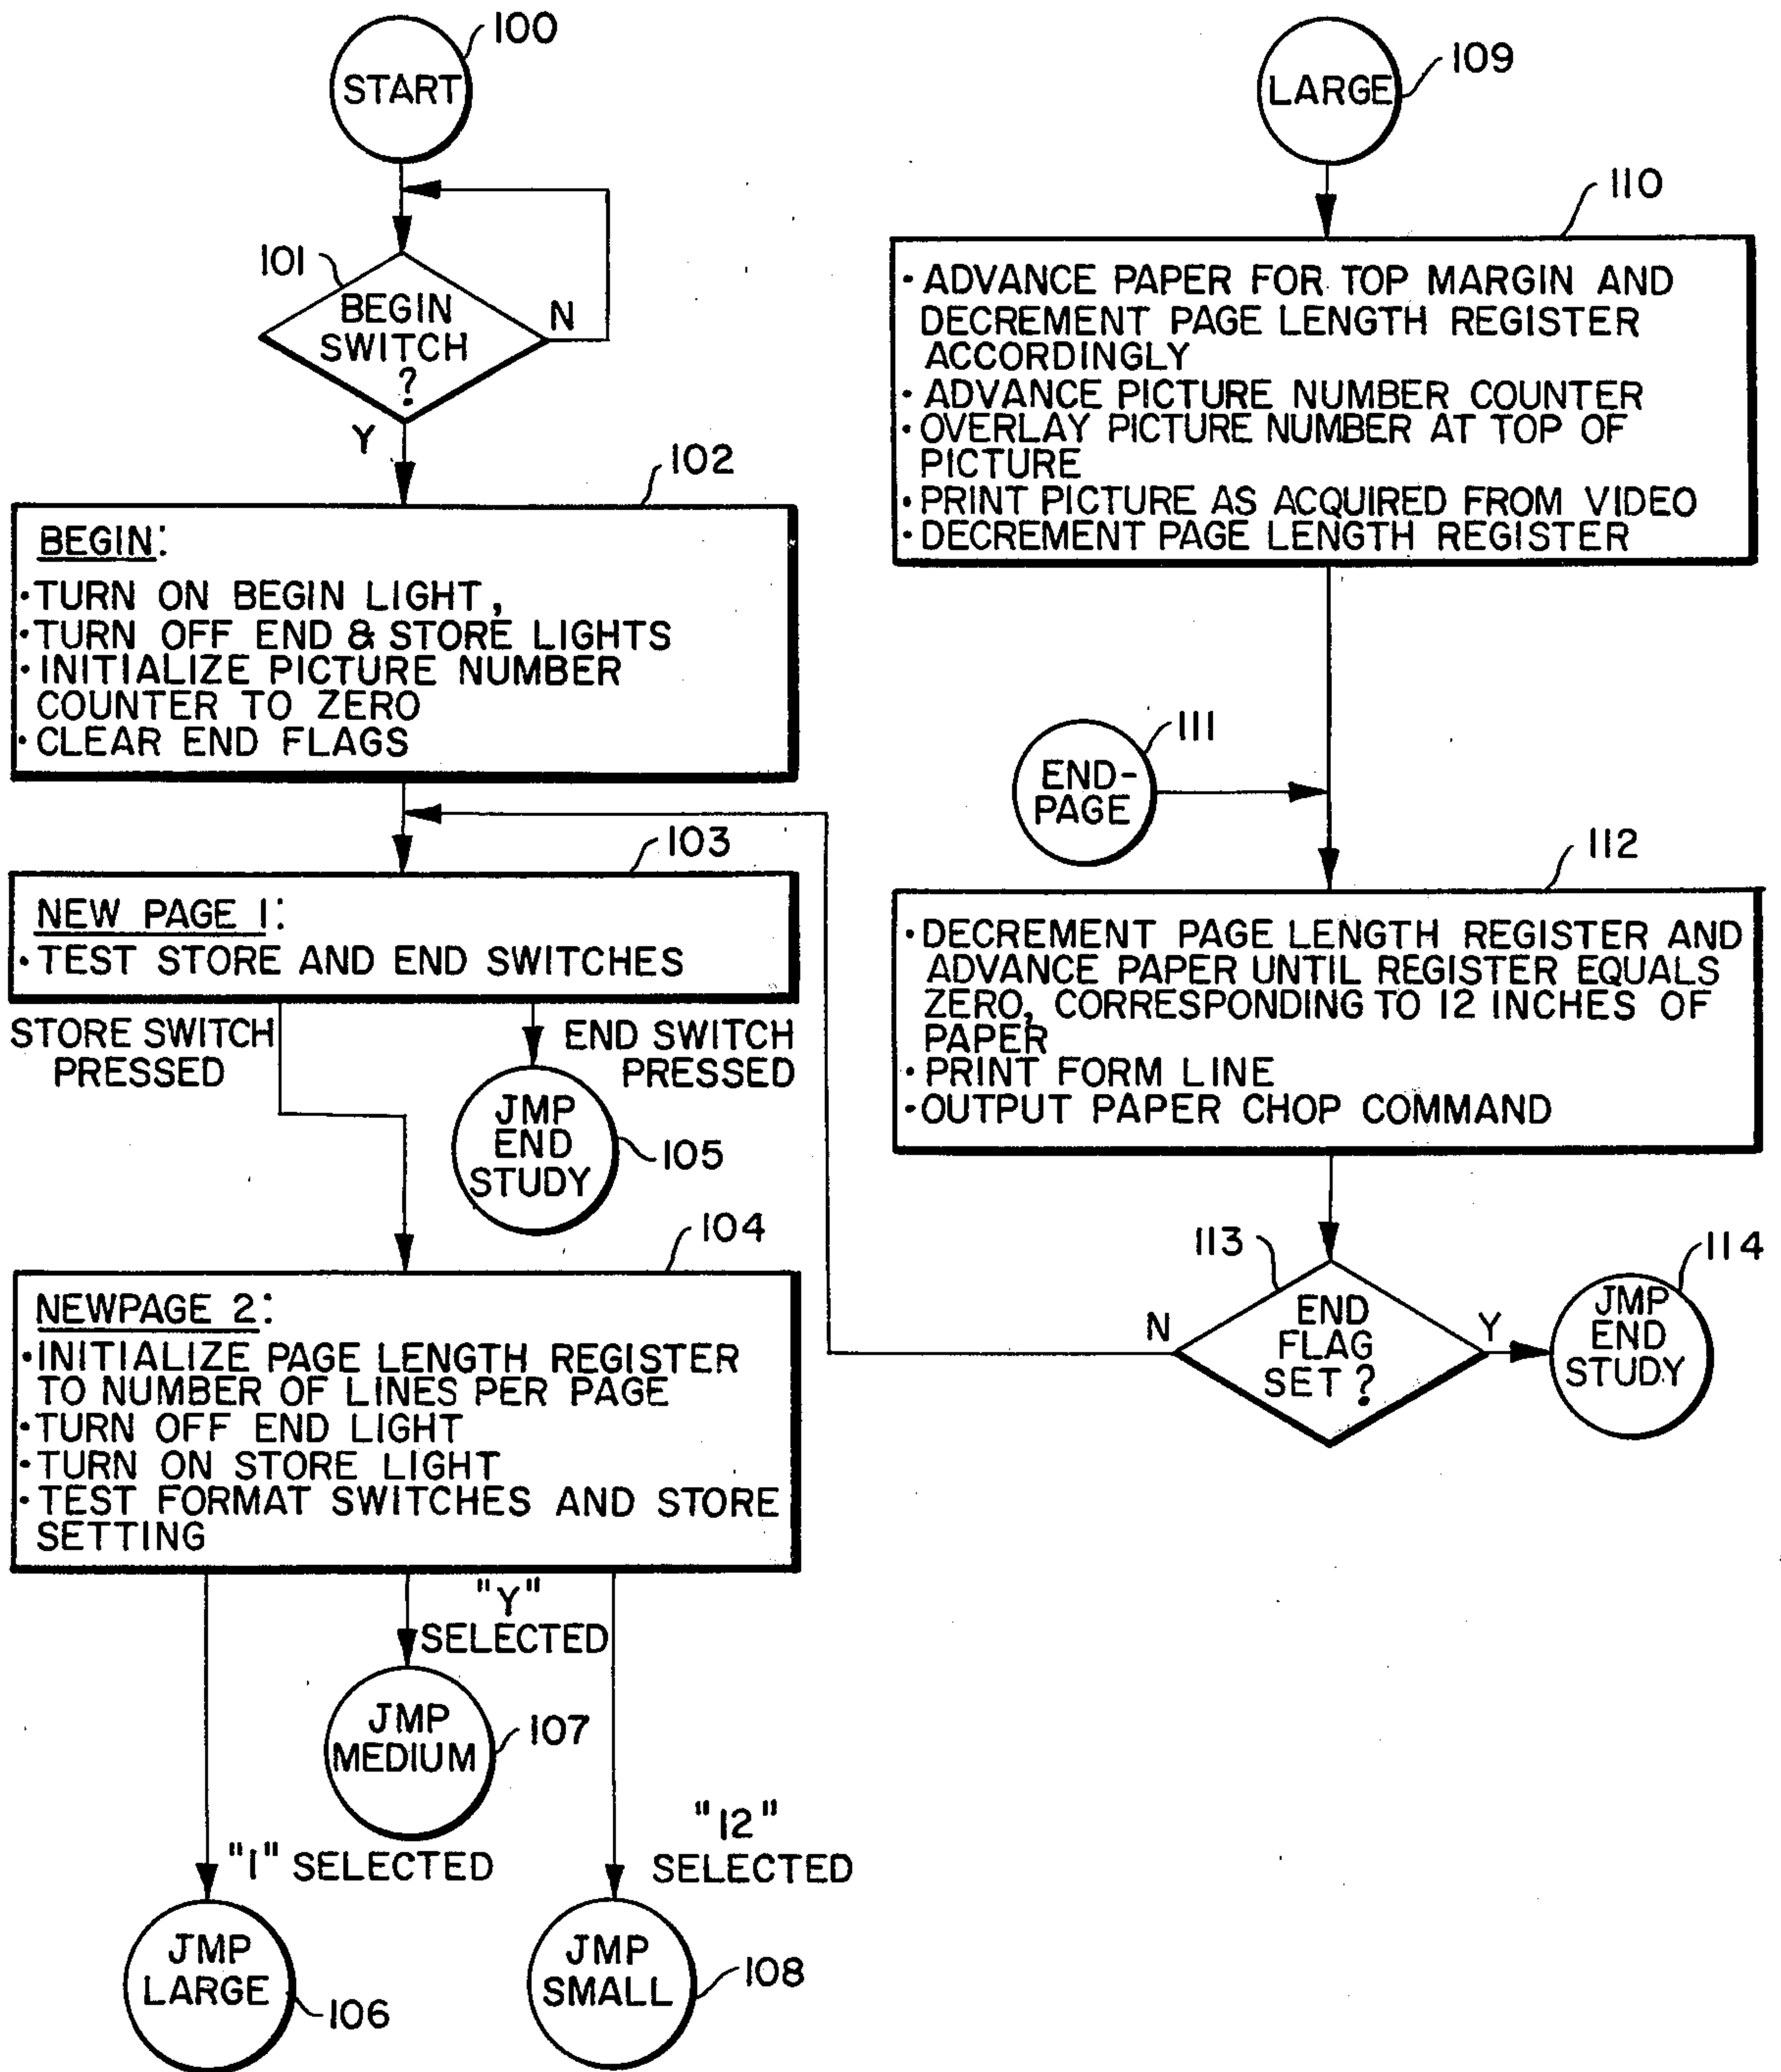 100
START
101
BEGIN
SWITCH
?
N
Y
102
BEGIN:
· TURN ON BEGIN LIGHT,
· TURN OFF END & STORE LIGHTS
· INITIALIZE PICTURE NUMBER
COUNTER TO ZERO
· CLEAR END FLAGS
103
NEW PAGE 1:
· TEST STORE AND END SWITCHES
STORE SWITCH
PRESSED
END SWITCH
PRESSED
JMP
END
STUDY
105
104
NEWPAGE 2:
· INITIALIZE PAGE LENGTH REGISTER
TO NUMBER OF LINES PER PAGE
· TURN OFF END LIGHT
· TURN ON STORE LIGHT
· TEST FORMAT SWITCHES AND STORE
SETTING
"Y"
SELECTED
JMP
MEDIUM
107
"1" SELECTED
"12"
SELECTED
JMP
LARGE
106
JMP
SMALL
108
LARGE
109
110
· ADVANCE PAPER FOR TOP MARGIN AND
DECREMENT PAGE LENGTH REGISTER
ACCORDINGLY
· ADVANCE PICTURE NUMBER COUNTER
· OVERLAY PICTURE NUMBER AT TOP OF
PICTURE
· PRINT PICTURE AS ACQUIRED FROM VIDEO
· DECREMENT PAGE LENGTH REGISTER
111
END-
PAGE
112
· DECREMENT PAGE LENGTH REGISTER AND
ADVANCE PAPER UNTIL REGISTER EQUALS
ZERO, CORRESPONDING TO 12 INCHES OF
PAPER
· PRINT FORM LINE
· OUTPUT PAPER CHOP COMMAND
113
END
FLAG
SET ?
N
Y
114
JMP
END
STUDY